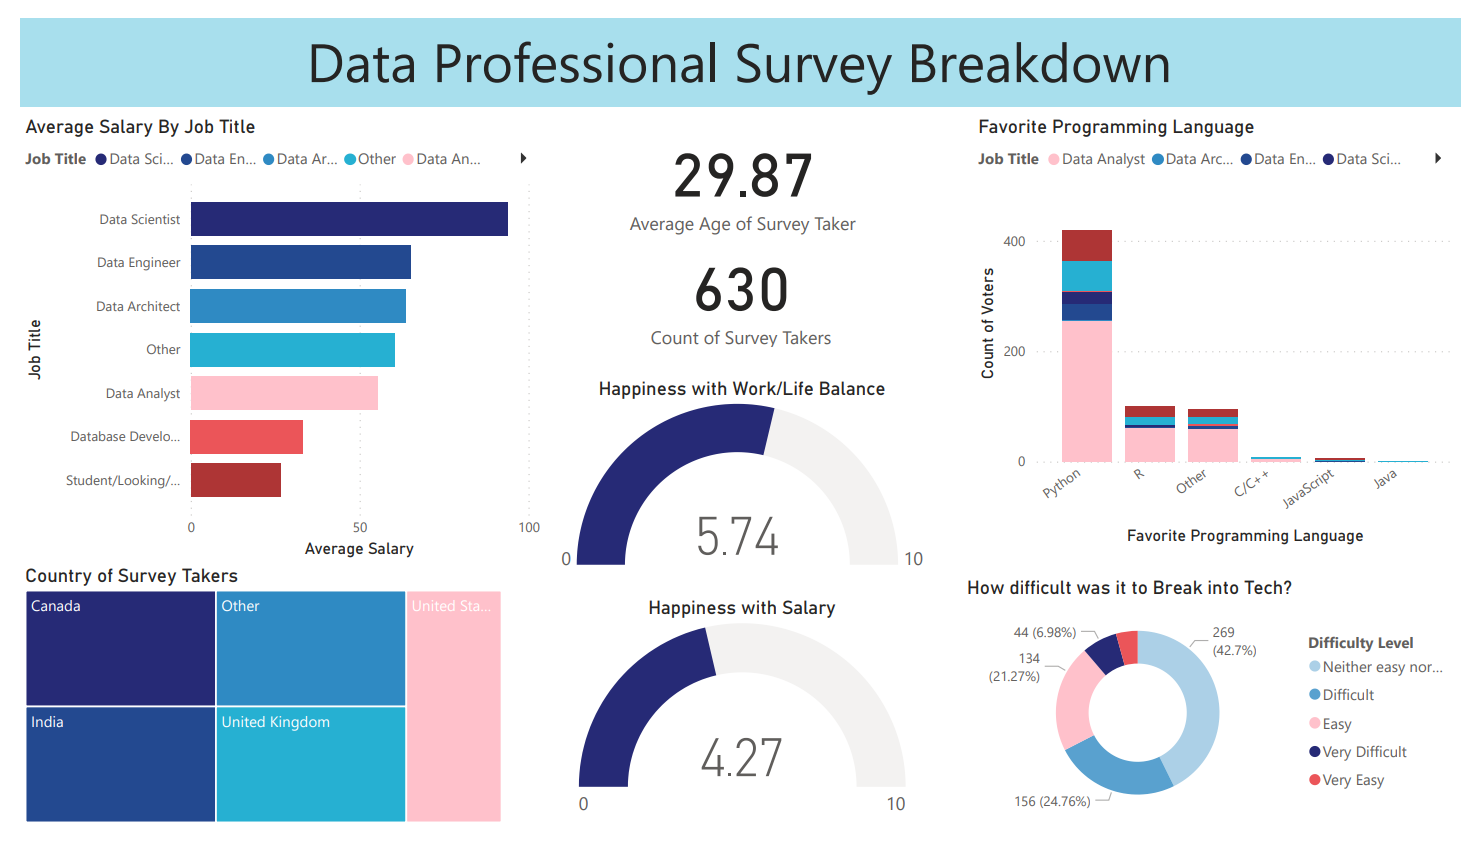 Data Professional Survey Breakdown
Average Salary By Job Title
Job Title Data Sci... Data En... Data Ar... Other Data An...
Job Title
Data Scientist
Data Engineer
Data Architect
Other
Data Analyst
Database Develo...
Student/Looking/...
0 50 100
Average Salary
Country of Survey Takers
Canada
Other
United Sta...
India
United Kingdom
29.87
Average Age of Survey Taker
630
Count of Survey Takers
Happiness with Work/Life Balance
5.74
0 10
Happiness with Salary
4.27
0 10
Favorite Programming Language
Job Title Data Analyst Data Arc... Data En... Data Sci...
Count of Voters
400
200
0
Python R Other C/C++ JavaScript Java
Favorite Programming Language
How difficult was it to Break into Tech?
44 (6.98%)
134
(21.27%)
156 (24.76%)
269
(42.7%)
Difficulty Level
Neither easy nor...
Difficult
Easy
Very Difficult
Very Easy